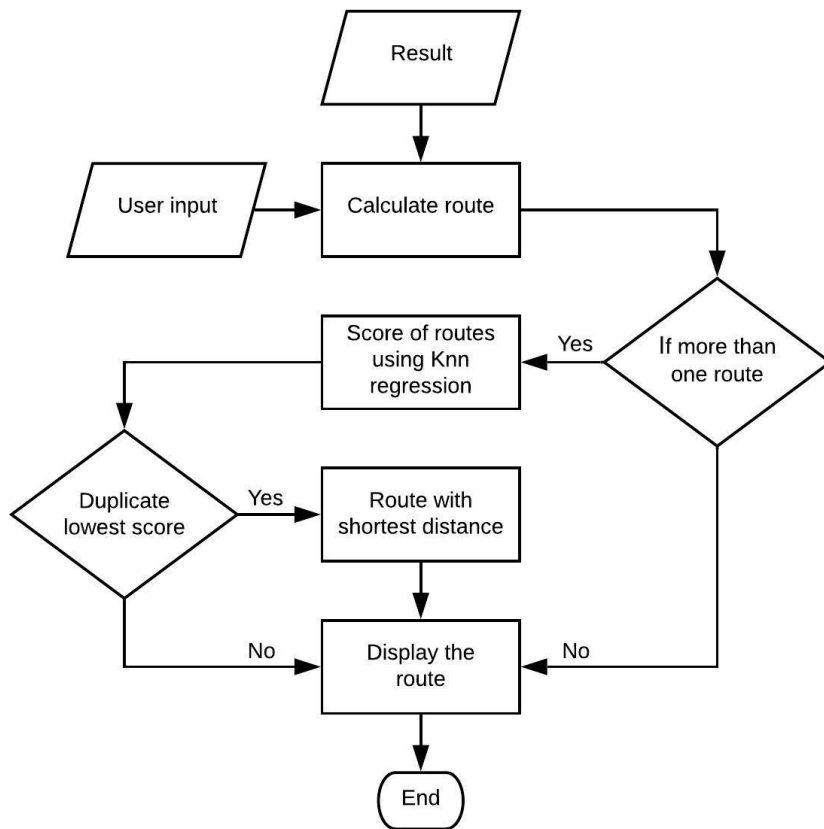 Result
User input
Calculate route
If more than
one route
Yes
Score of routes
using Knn
regression
Duplicate
lowest score
Yes
Route with
shortest distance
No
Display the
route
No
End